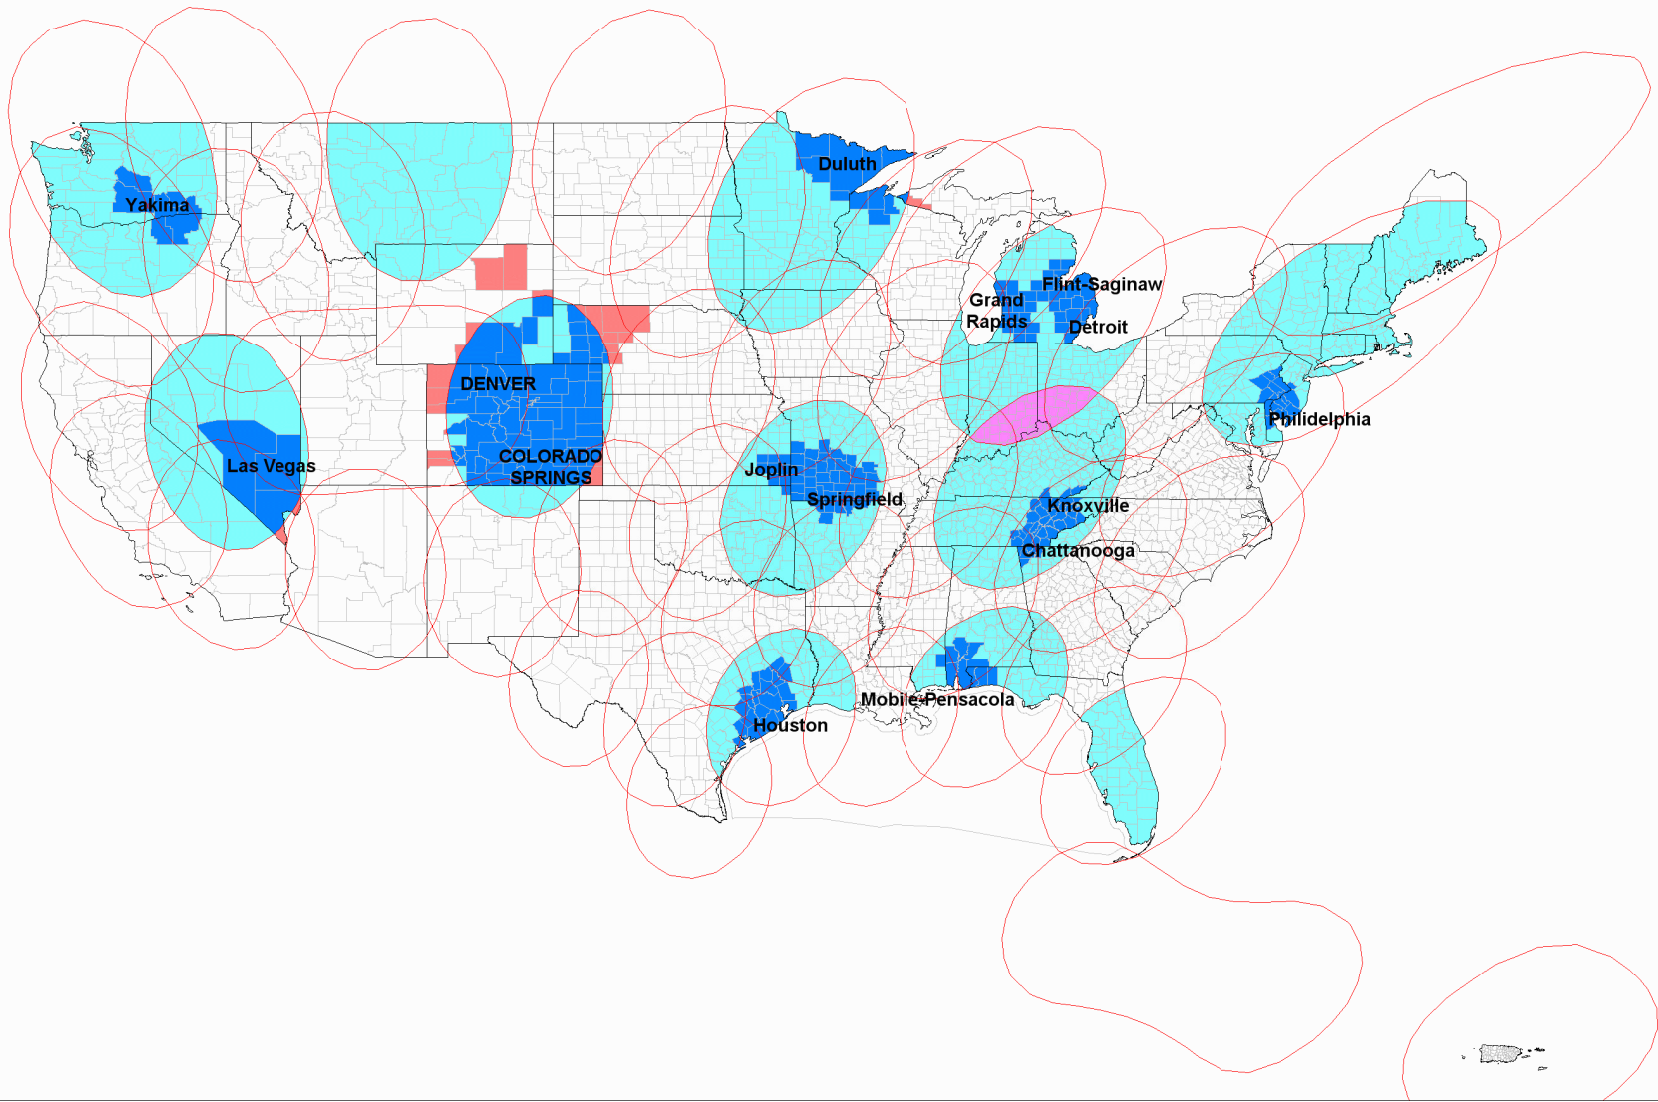 Duluth
Yakima
Flint-Saginaw
Grand
Rapids
Detroit
DENVER
Philidelphia
COLORADO
SPRINGS
Las Vegas
Joplin
Springfield
Knoxville
Chattanooga
Mobile-Pensacola
Houston